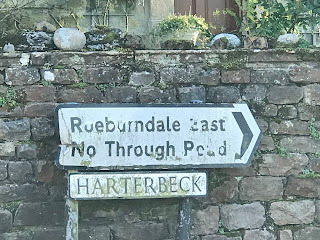 Roeburndale East
No Through Road
HARTERBECK